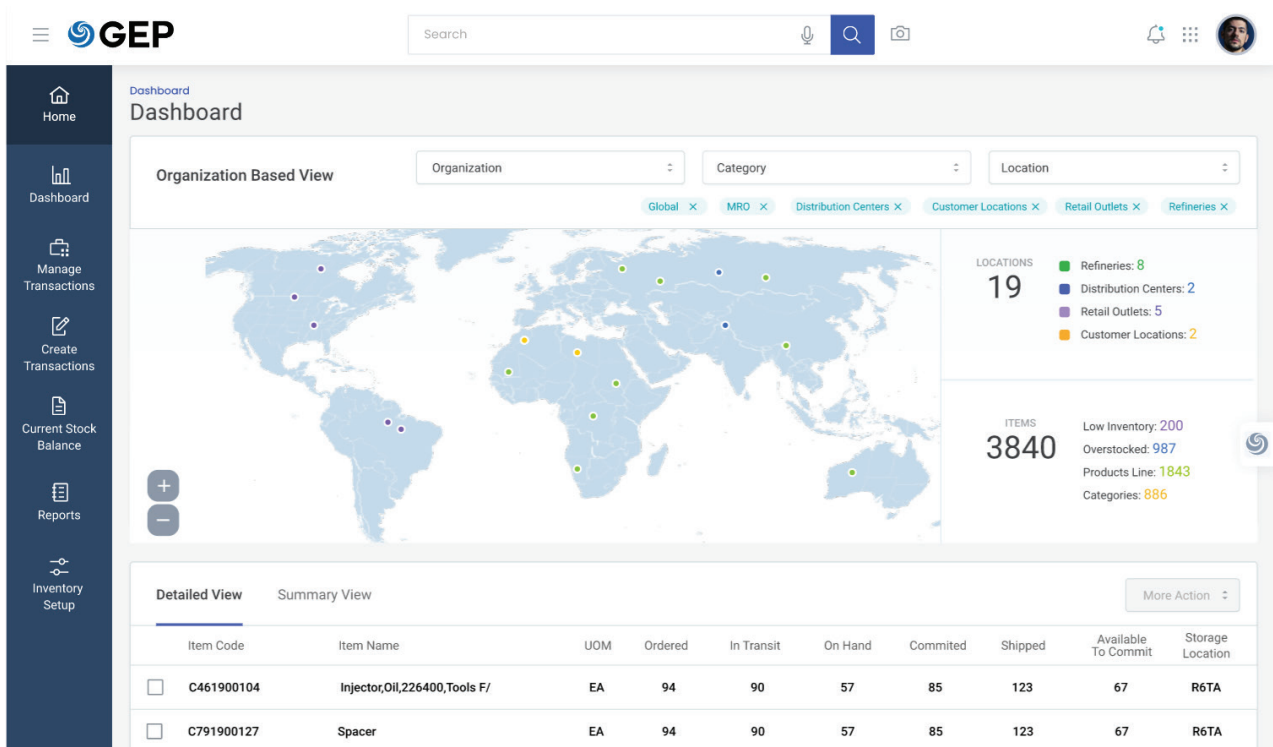 GEP
Search
Home
Dashboard
Manage
Transactions
Create
Transactions
Current Stock
Balance
Reports
Inventory
Setup
Dashboard
Dashboard
Organization Based View
Organization
Category
Location
Global ×
MRO ×
Distribution Centers ×
Customer Locations ×
Retail Outlets ×
Refineries ×
+
−
LOCATIONS
19
Refineries: 8
Distribution Centers: 2
Retail Outlets: 5
Customer Locations: 2
ITEMS
3840
Low Inventory: 200
Overstocked: 987
Products Line: 1843
Categories: 886
Detailed View
Summary View
More Action
Item Code Item Name UOM Ordered In Transit On Hand Commited Shipped Available To Commit Storage Location
C461900104 Injector,Oil,226400,Tools F/ EA 94 90 57 85 123 67 R6TA
C791900127 Spacer EA 94 90 57 85 123 67 R6TA